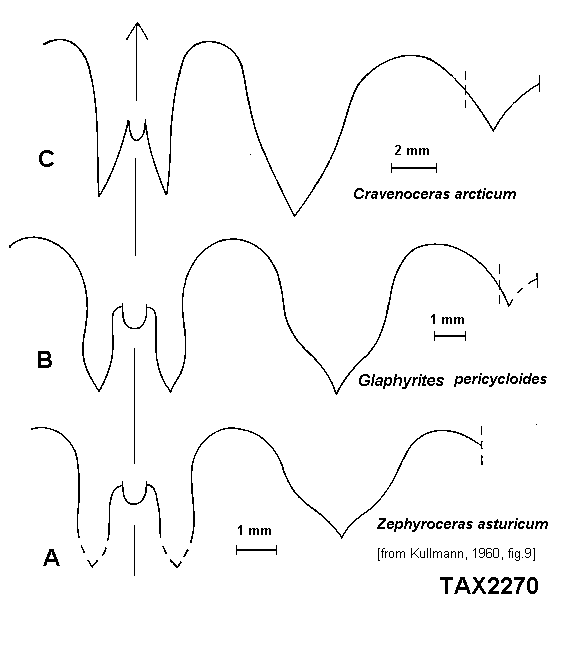 C
2 mm
Cravenoceras arcticum
1 mm
B
Glaphyrites pericycloides
1 mm
Zephyroceras asturicum
A
[from Kullmann, 1960, fig.9]
TAX2270